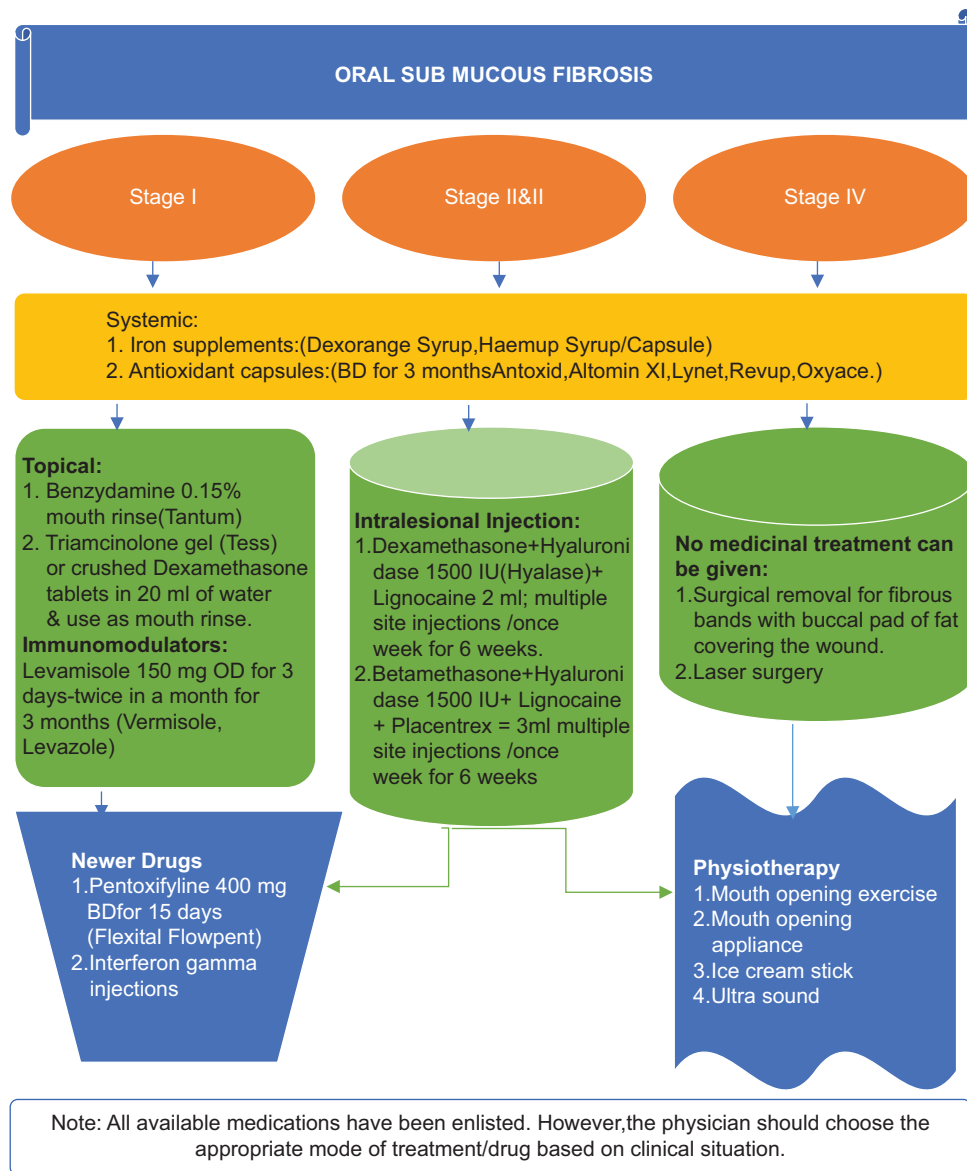 ORAL SUB MUCOUS FIBROSIS
Stage I
Stage II&II
Stage IV
Systemic:
1. Iron supplements:(Dexorange Syrup,Haemup Syrup/Capsule)
2. Antioxidant capsules:(BD for 3 monthsAntoxid,Altomin XI,Lynet,Revup,Oxyace.)
Topical:
1. Benzydamine 0.15%
mouth rinse(Tantum)
2. Triamcinolone gel (Tess)
or crushed Dexamethasone
tablets in 20 ml of water
& use as mouth rinse.
Immunomodulators:
Levamisole 150 mg OD for 3
days-twice in a month for
3 months (Vermisole,
Levazole)
Intralesional Injection:
1.Dexamethasone+Hyaluroni
dase 1500 IU(Hyalase)+
Lignocaine 2 ml; multiple
site injections /once
week for 6 weeks.
2.Betamethasone+Hyaluroni
dase 1500 IU+ Lignocaine
+ Placentrex = 3ml multiple
site injections /once
week for 6 weeks
No medicinal treatment can
be given:
1.Surgical removal for fibrous
bands with buccal pad of fat
covering the wound.
2.Laser surgery
Newer Drugs
1.Pentoxifyline 400 mg
BDfor 15 days
(Flexital Flowpent)
2.Interferon gamma
injections
Physiotherapy
1.Mouth opening exercise
2.Mouth opening
appliance
3.Ice cream stick
4.Ultra sound
Note: All available medications have been enlisted. However,the physician should choose the
appropriate mode of treatment/drug based on clinical situation.